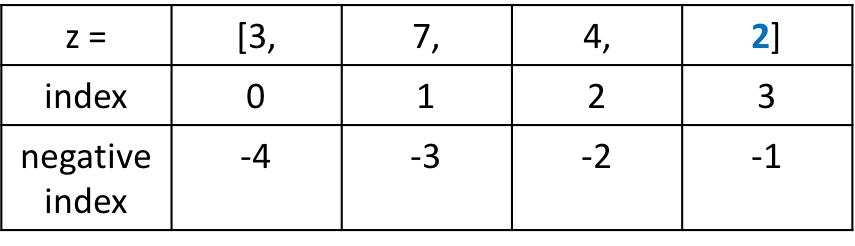 z = [3, 7, 4, 2]
index 0 1 2 3
negative index -4 -3 -2 -1